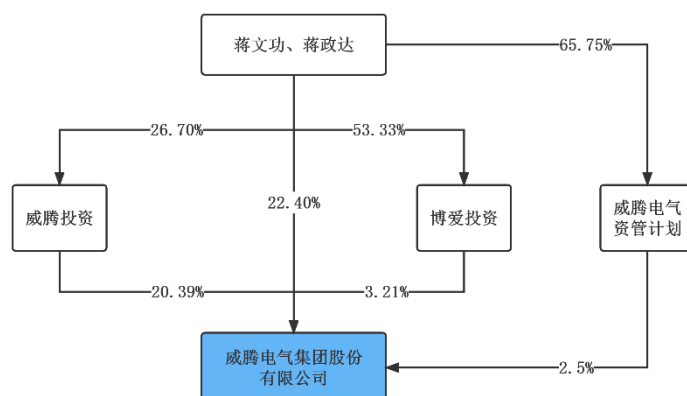 蒋文功、蒋政达
65.75%
26.70%
53.33%
威腾投资
22.40%
博爱投资
威腾电气
资管计划
20.39%
3.21%
威腾电气集团股份
有限公司
2.5%